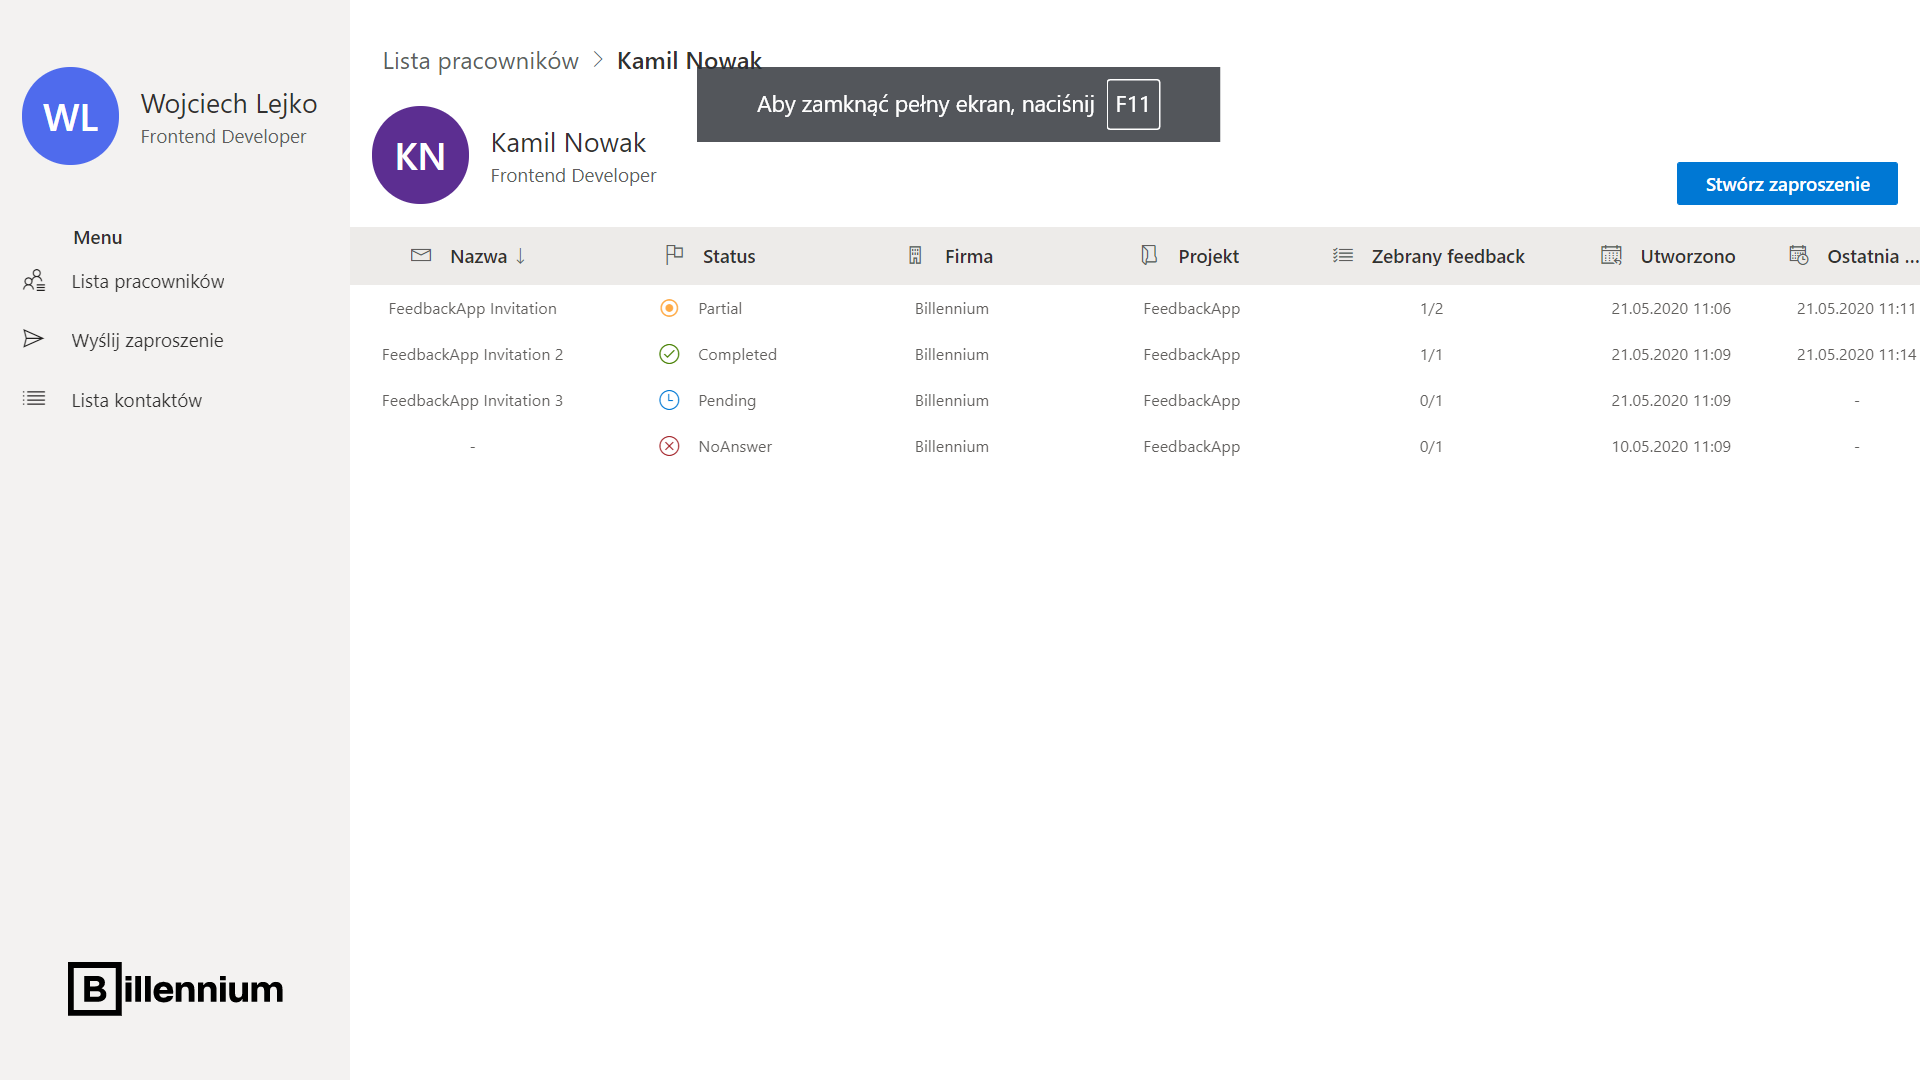 WL
Wojciech Lejko
Frontend Developer
Menu
Lista pracowników
Wyślij zaproszenie
Lista kontaktów
Billennium
Lista pracowników > Kamil Nowak
Aby zamknąć pełny ekran, naciśnij F11
KN
Kamil Nowak
Frontend Developer
Stwórz zaproszenie
Nazwa ↓ Status Firma Projekt Zebrany feedback Utworzono Ostatnia ...
FeedbackApp Invitation Partial Billennium FeedbackApp 1/2 21.05.2020 11:06 21.05.2020 11:11
FeedbackApp Invitation 2 Completed Billennium FeedbackApp 1/1 21.05.2020 11:09 21.05.2020 11:14
FeedbackApp Invitation 3 Pending Billennium FeedbackApp 0/1 21.05.2020 11:09 -
- NoAnswer Billennium FeedbackApp 0/1 10.05.2020 11:09 -